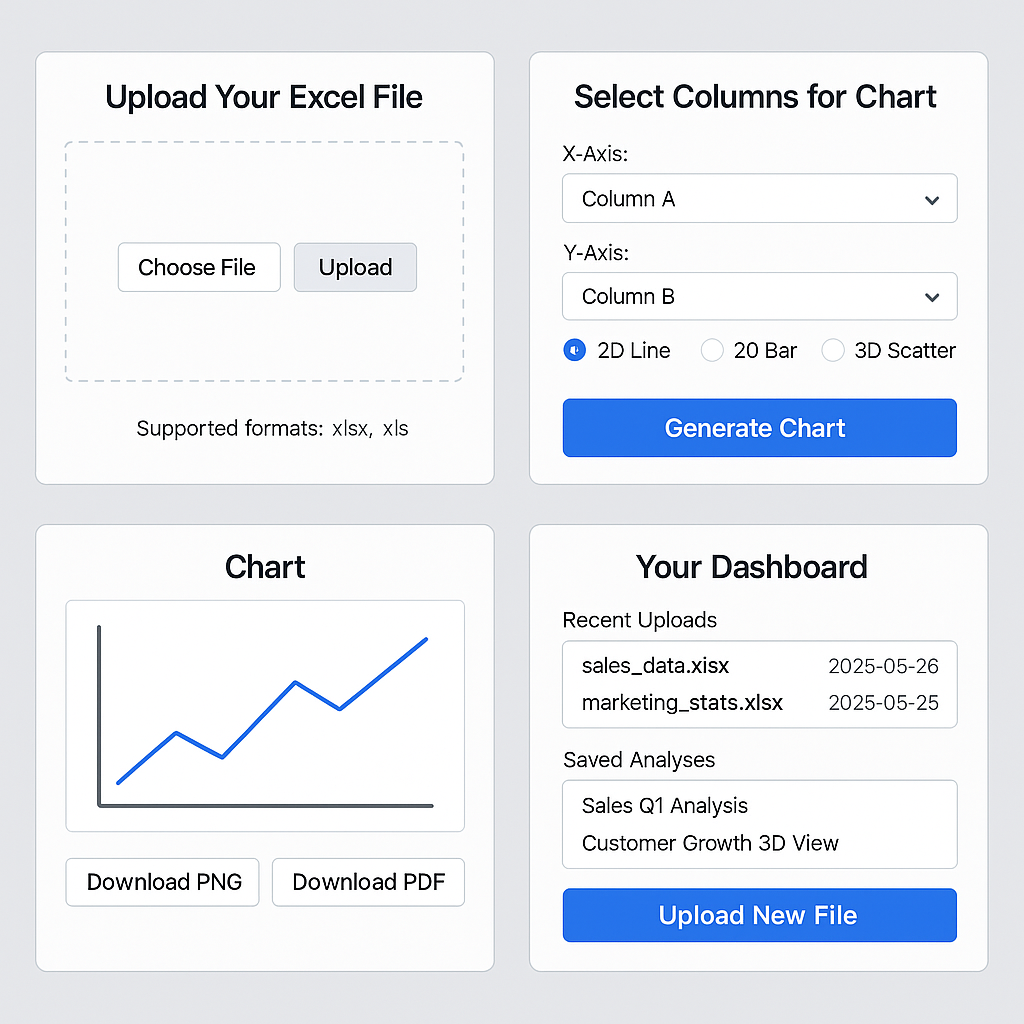 Upload Your Excel File
Choose File
Upload
Supported formats: xlsx, xls
Select Columns for Chart
X-Axis:
Column A
Y-Axis:
Column B
2D Line
20 Bar
3D Scatter
Generate Chart
Chart
Download PNG
Download PDF
Your Dashboard
Recent Uploads
sales_data.xisx 2025-05-26
marketing_stats.xlsx 2025-05-25
Saved Analyses
Sales Q1 Analysis
Customer Growth 3D View
Upload New File